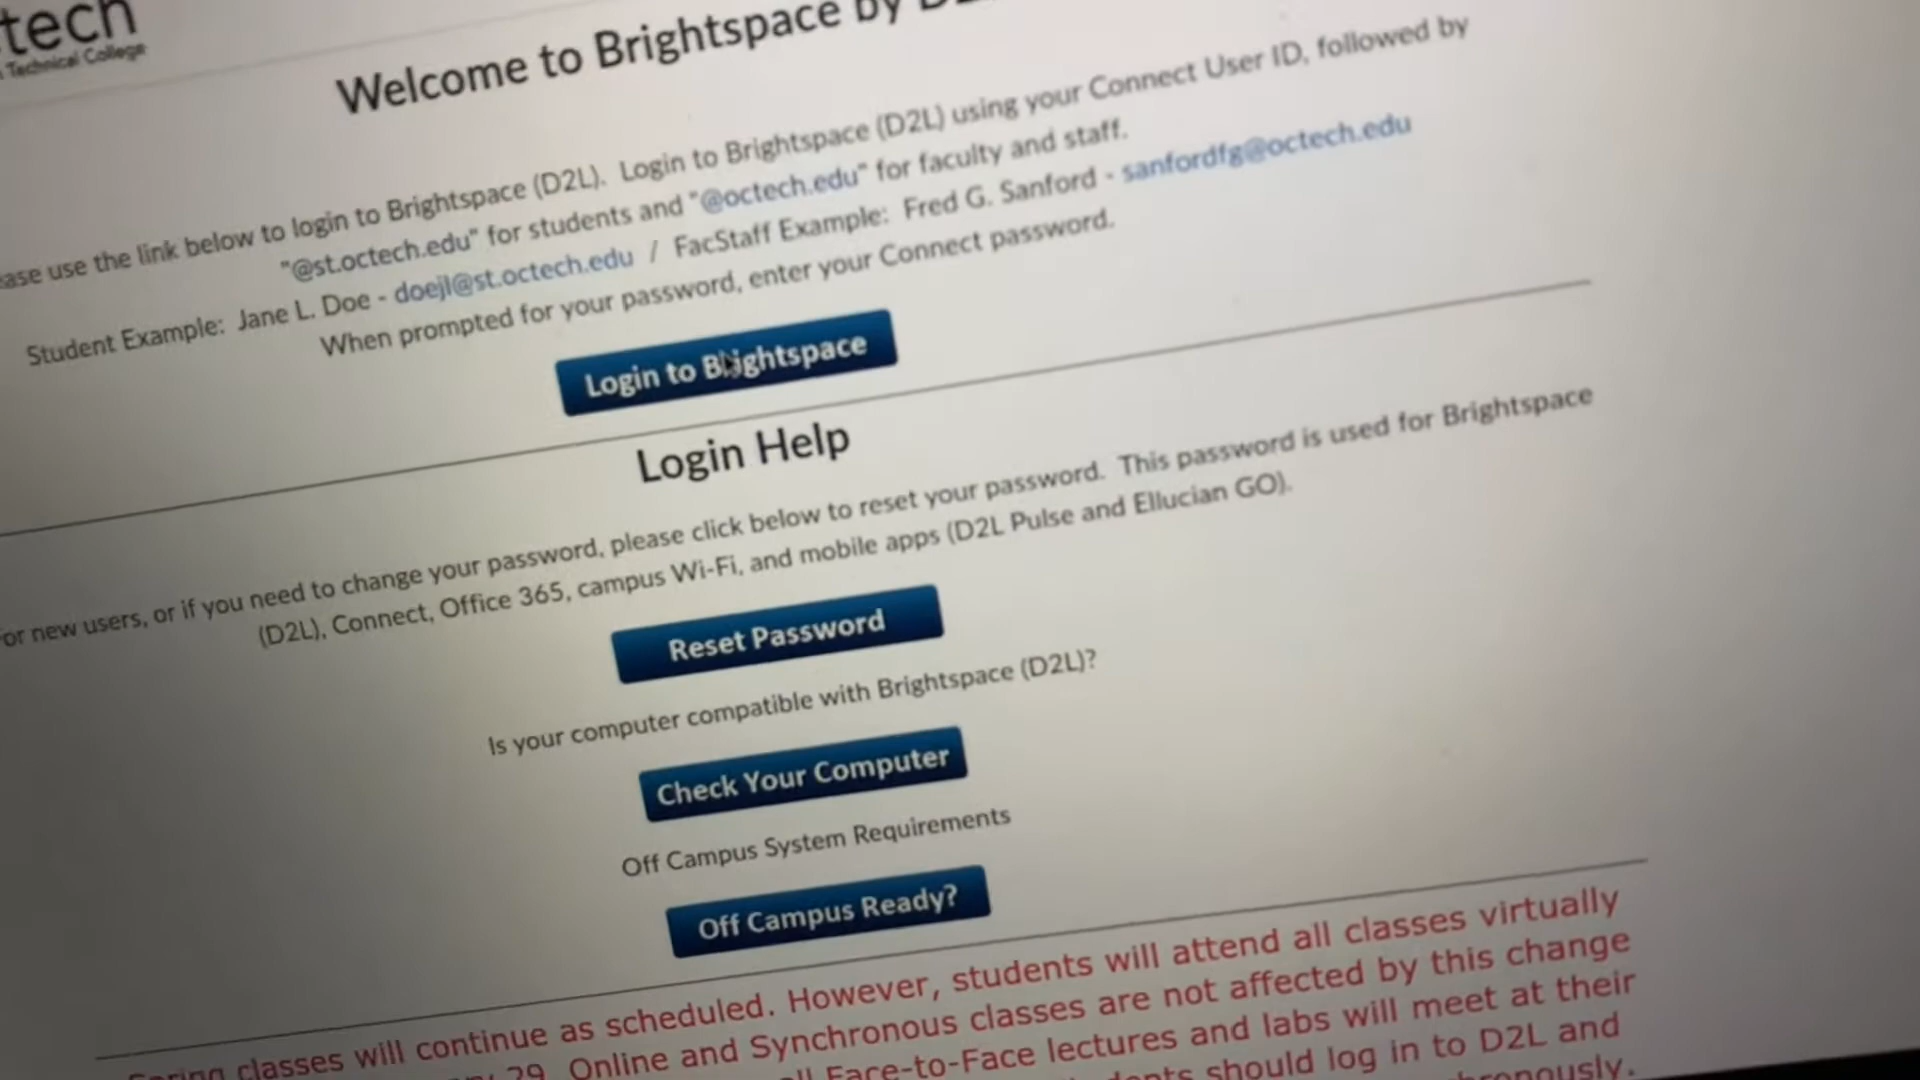 tech
Technical College
Welcome to Brightspace by
use the link below to login to Brightspace (D2L). Login to Brightspace (D2L) using your Connect User ID, followed by
"@st.octech.edu" for students and "@octech.edu" for faculty and staff.
Student Example: Jane L. Doe - doejl@st.octech.edu / FacStaff Example: Fred G. Sanford - sanfordfg@octech.edu
When prompted for your password, enter your Connect password.
Login to Brightspace
Login Help
or new users, or if you need to change your password, please click below to reset your password. This password is used for Brightspace
(D2L), Connect, Office 365, campus Wi-Fi, and mobile apps (D2L Pulse and Ellucian GO).
Reset Password
Is your computer compatible with Brightspace (D2L)?
Check Your Computer
Off Campus System Requirements
Off Campus Ready?
Spring classes will continue as scheduled. However, students will attend all classes virtually
29. Online and Synchronous classes are not affected by this change
Face-to-Face lectures and labs will meet at their
should log in to D2L and